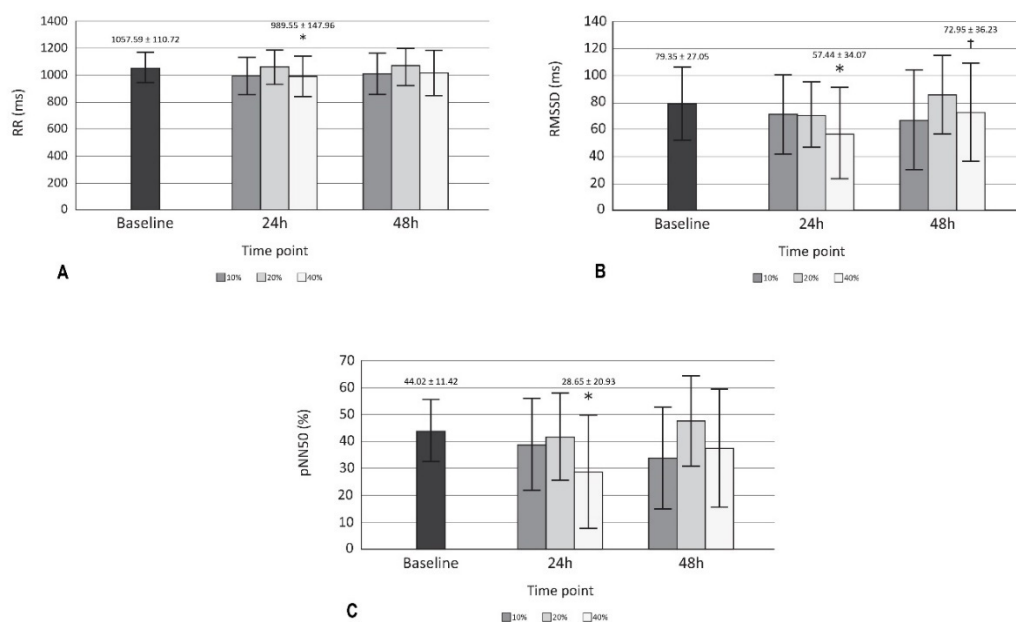 989.55 ± 147.96
1057.59 ± 110.72
*
1400
1200
1000
800
600
400
200
0
RR (ms)
Baseline 24h 48h
Time point
A
10% 20% 40%
72.95 ± 36.23
79.35 ± 27.05 57.44 ± 34.07
* †
140
120
100
80
60
40
20
0
RMSSD (ms)
Baseline 24h 48h
Time point
B
10% 20% 40%
44.02 ± 11.42 28.65 ± 20.93
*
70
60
50
40
30
20
10
0
pNN50 (%)
Baseline 24h 48h
Time point
C
10% 20% 40%